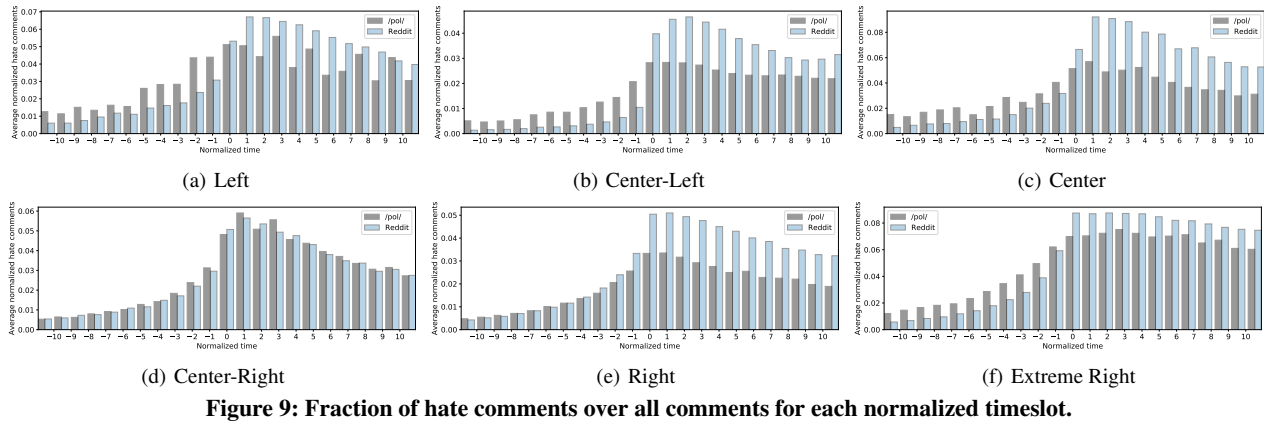 Average normalized hate comments
0.07
0.06
0.05
0.04
0.03
0.02
0.01
0.00
/pol/
Reddit
−10 −9 −8 −7 −6 −5 −4 −3 −2 −1 0 1 2 3 4 5 6 7 8 9 10
Normalized time
(a) Left
Average normalized hate comments
0.05
0.04
0.03
0.02
0.01
0.00
/pol/
Reddit
−10 −9 −8 −7 −6 −5 −4 −3 −2 −1 0 1 2 3 4 5 6 7 8 9 10
Normalized time
(b) Center-Left
Average normalized hate comments
0.08
0.06
0.04
0.02
0.00
/pol/
Reddit
−10 −9 −8 −7 −6 −5 −4 −3 −2 −1 0 1 2 3 4 5 6 7 8 9 10
Normalized time
(c) Center
Average normalized hate comments
0.06
0.05
0.04
0.03
0.02
0.01
0.00
/pol/
Reddit
−10 −9 −8 −7 −6 −5 −4 −3 −2 −1 0 1 2 3 4 5 6 7 8 9 10
Normalized time
(d) Center-Right
Average normalized hate comments
0.05
0.04
0.03
0.02
0.01
0.00
/pol/
Reddit
−10 −9 −8 −7 −6 −5 −4 −3 −2 −1 0 1 2 3 4 5 6 7 8 9 10
Normalized time
(e) Right
Average normalized hate comments
0.08
0.06
0.04
0.02
0.00
/pol/
Reddit
−10 −9 −8 −7 −6 −5 −4 −3 −2 −1 0 1 2 3 4 5 6 7 8 9 10
Normalized time
(f) Extreme Right
Figure 9: Fraction of hate comments over all comments for each normalized timeslot.